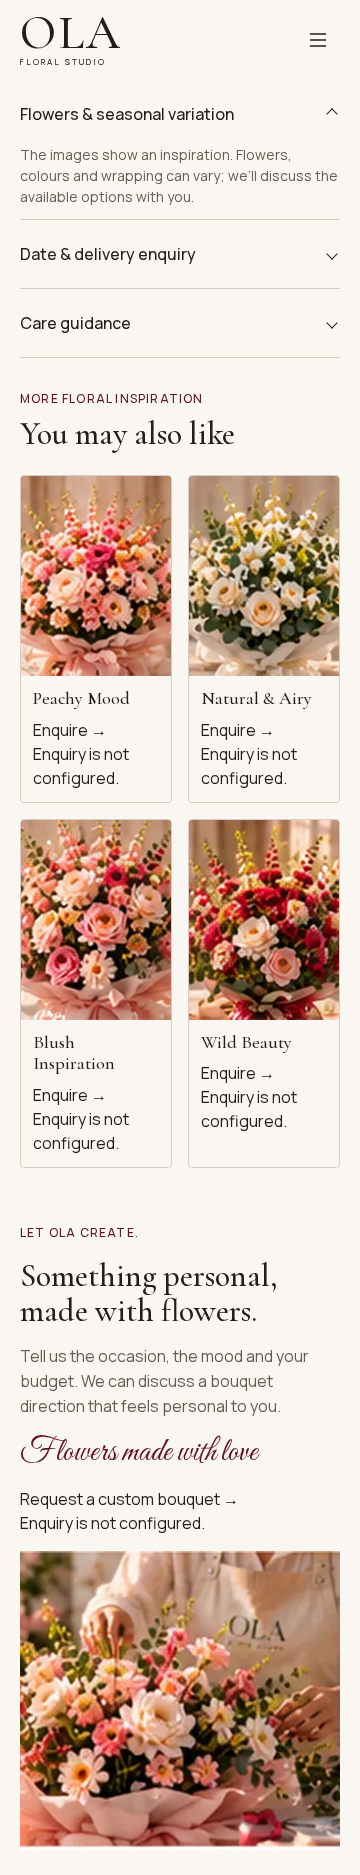 OLA
FLORAL STUDIO
Flowers & seasonal variation
The images show an inspiration. Flowers,
colours and wrapping can vary; we'll discuss the
available options with you.
Date & delivery enquiry
Care guidance
MORE FLORAL INSPIRATION
You may also like
Peachy Mood
Enquire →
Enquiry is not
configured.
Natural & Airy
Enquire →
Enquiry is not
configured.
Blush
Inspiration
Enquire →
Enquiry is not
configured.
Wild Beauty
Enquire →
Enquiry is not
configured.
LET OLA CREATE.
Something personal,
made with flowers.
Tell us the occasion, the mood and your
budget. We can discuss a bouquet
direction that feels personal to you.
Flowers made with love
Request a custom bouquet →
Enquiry is not configured.
OLA